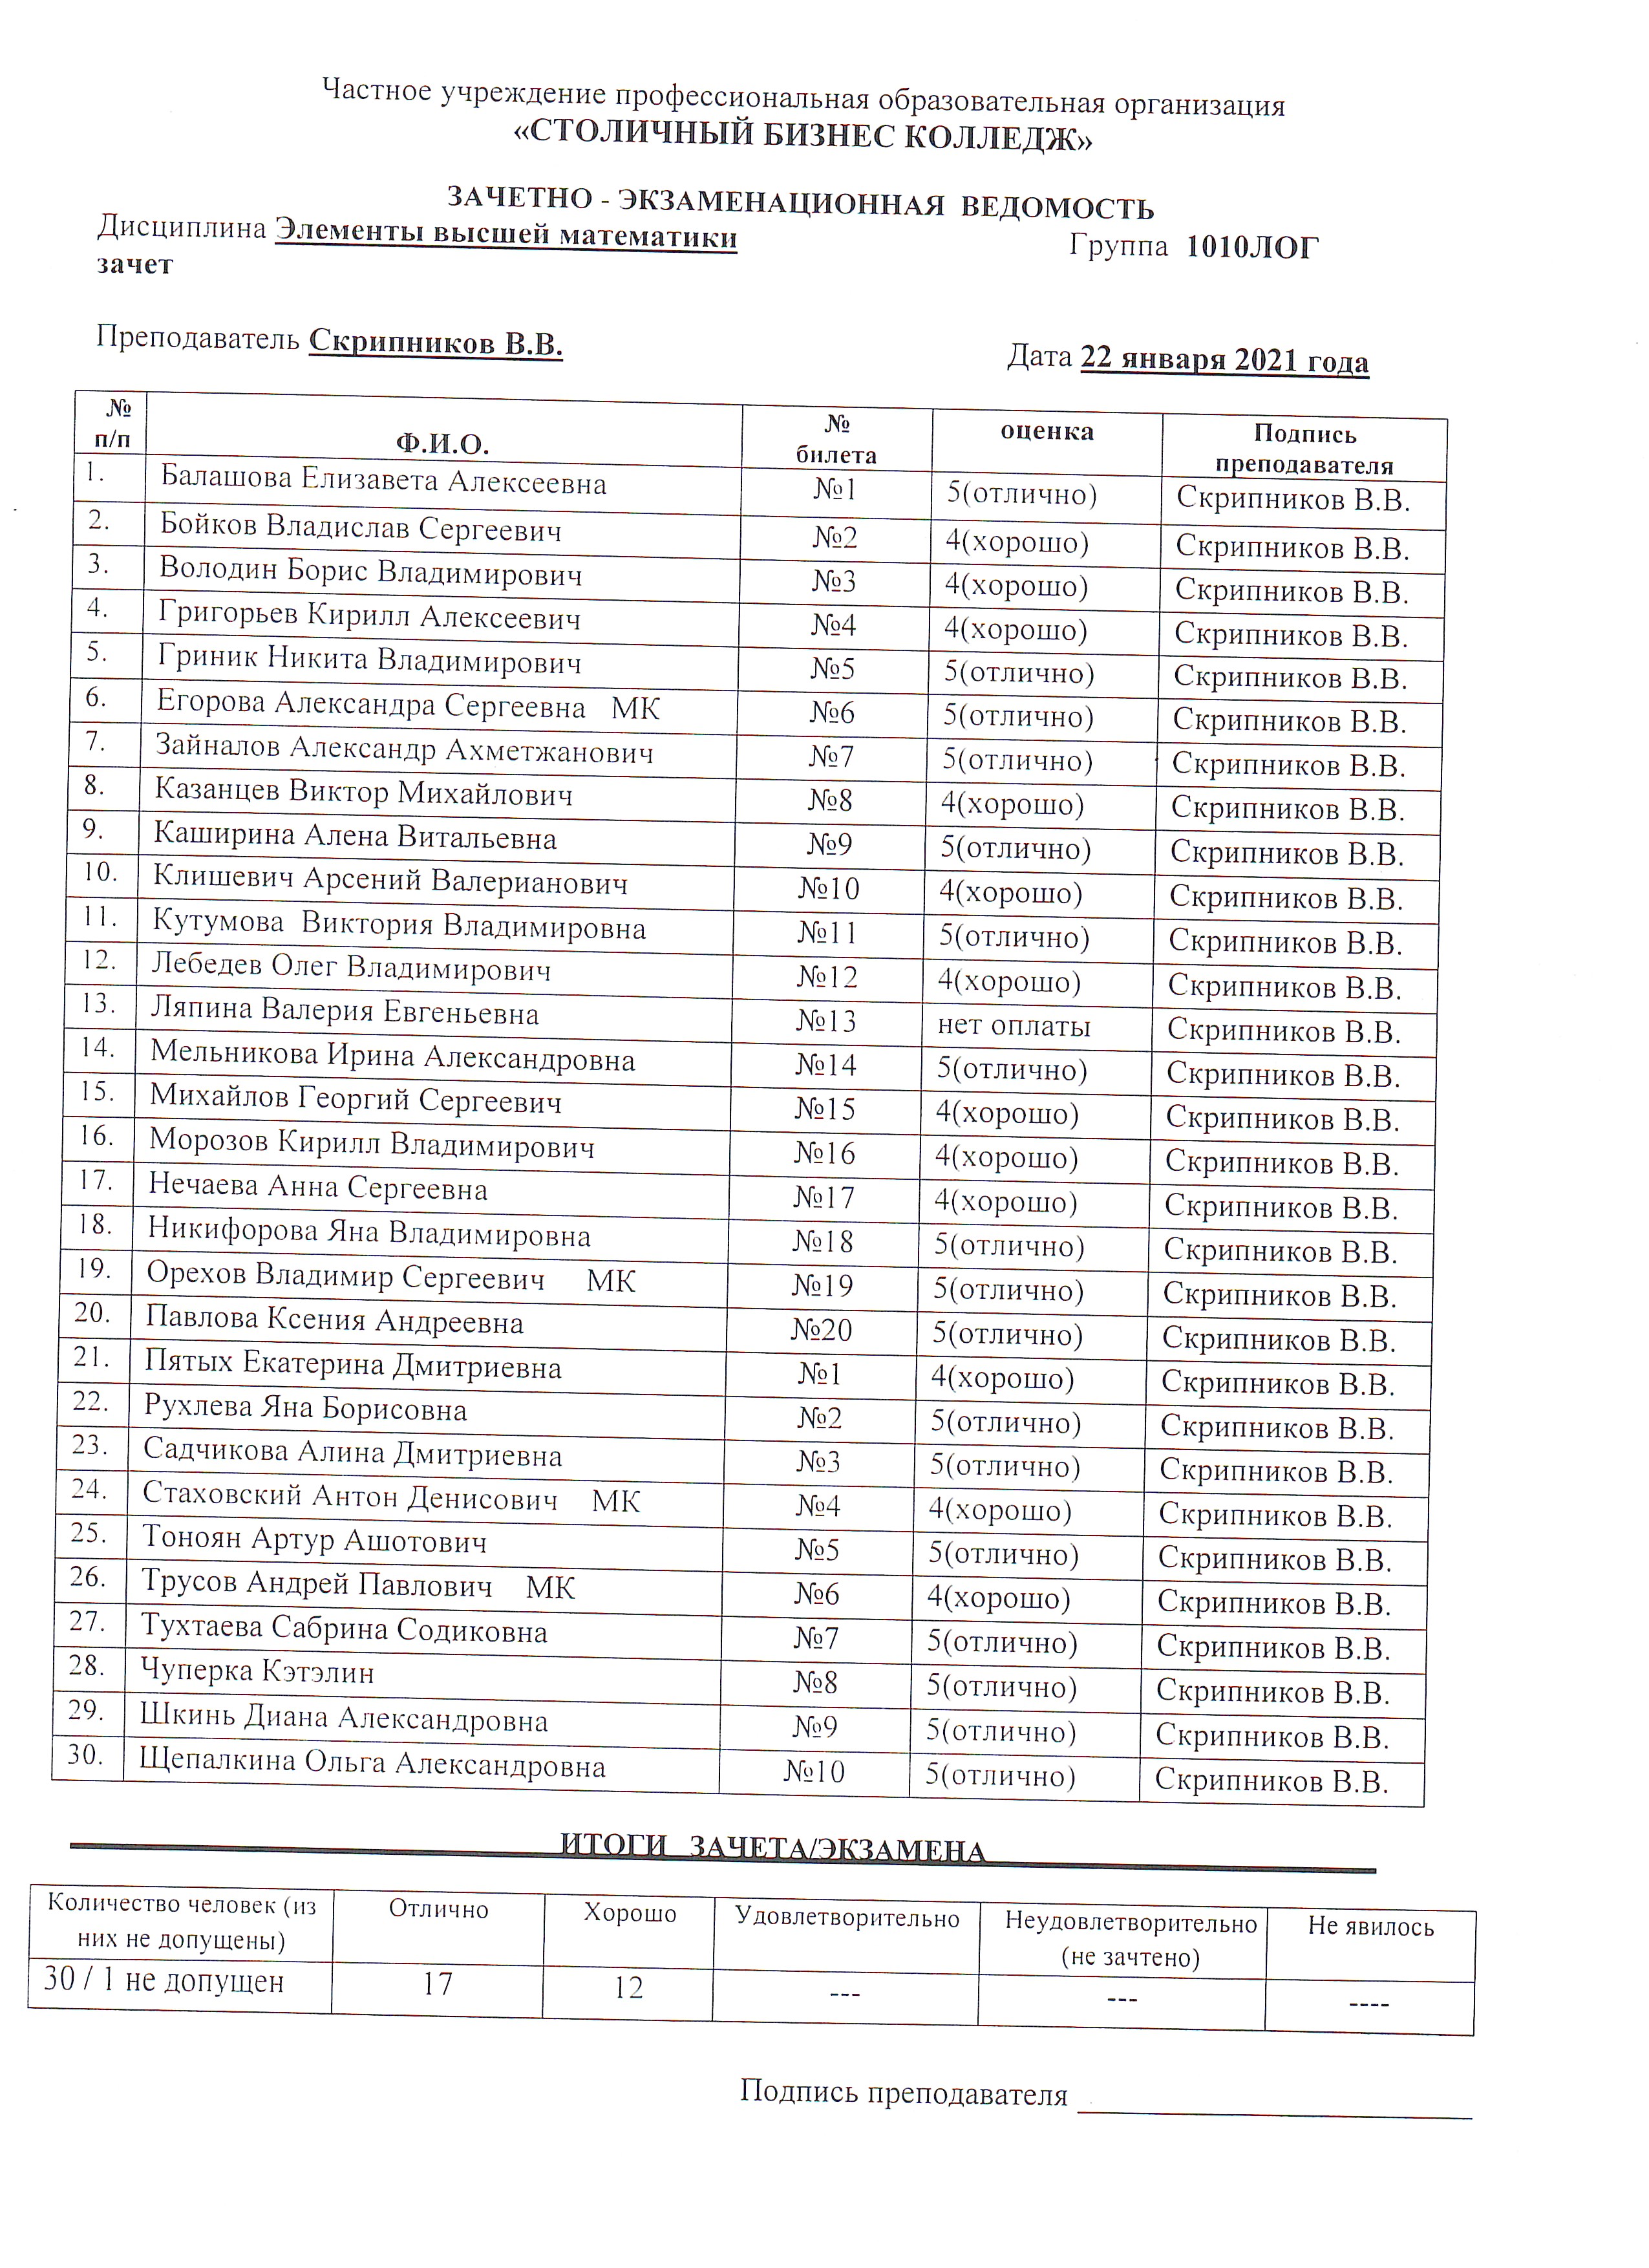 Частное учреждение профессиональная образовательная организация
«СТОЛИЧНЫЙ БИЗНЕС КОЛЛЕДЖ»
ЗАЧЕТНО - ЭКЗАМЕНАЦИОННАЯ ВЕДОМОСТЬ
Дисциплина Элементы высшей математики Группа 1010ЛОГ
зачет
Преподаватель Скрипников В.В. Дата 22 января 2021 года
№ п/п Ф.И.О. № билета оценка Подпись преподавателя
1. Балашова Елизавета Алексеевна №1 5(отлично) Скрипников В.В.
2. Бойков Владислав Сергеевич №2 4(хорошо) Скрипников В.В.
3. Володин Борис Владимирович №3 4(хорошо) Скрипников В.В.
4. Григорьев Кирилл Алексеевич №4 4(хорошо) Скрипников В.В.
5. Гриник Никита Владимирович №5 5(отлично) Скрипников В.В.
6. Егорова Александра Сергеевна МК №6 5(отлично) Скрипников В.В.
7. Зайналов Александр Ахметжанович №7 5(отлично) Скрипников В.В.
8. Казанцев Виктор Михайлович №8 4(хорошо) Скрипников В.В.
9. Каширина Алена Витальевна №9 5(отлично) Скрипников В.В.
10. Клишевич Арсений Валерианович №10 4(хорошо) Скрипников В.В.
11. Кутумова Виктория Владимировна №11 5(отлично) Скрипников В.В.
12. Лебедев Олег Владимирович №12 4(хорошо) Скрипников В.В.
13. Ляпина Валерия Евгеньевна №13 нет оплаты Скрипников В.В.
14. Мельникова Ирина Александровна №14 5(отлично) Скрипников В.В.
15. Михайлов Георгий Сергеевич №15 4(хорошо) Скрипников В.В.
16. Морозов Кирилл Владимирович №16 4(хорошо) Скрипников В.В.
17. Нечаева Анна Сергеевна №17 4(хорошо) Скрипников В.В.
18. Никифорова Яна Владимировна №18 5(отлично) Скрипников В.В.
19. Орехов Владимир Сергеевич МК №19 5(отлично) Скрипников В.В.
20. Павлова Ксения Андреевна №20 5(отлично) Скрипников В.В.
21. Пятых Екатерина Дмитриевна №1 4(хорошо) Скрипников В.В.
22. Рухлева Яна Борисовна №2 5(отлично) Скрипников В.В.
23. Садчикова Алина Дмитриевна №3 5(отлично) Скрипников В.В.
24. Стаховский Антон Денисович МК №4 4(хорошо) Скрипников В.В.
25. Тоноян Артур Ашотович №5 5(отлично) Скрипников В.В.
26. Трусов Андрей Павлович МК №6 4(хорошо) Скрипников В.В.
27. Тухтаева Сабрина Содиковна №7 5(отлично) Скрипников В.В.
28. Чуперка Кэтэлин №8 5(отлично) Скрипников В.В.
29. Шкинь Диана Александровна №9 5(отлично) Скрипников В.В.
30. Щепалкина Ольга Александровна №10 5(отлично) Скрипников В.В.
ИТОГИ ЗАЧЕТА/ЭКЗАМЕНА
Количество человек (из них не допущены) Отлично Хорошо Удовлетворительно Неудовлетворительно (не зачтено) Не явилось
30 / 1 не допущен 17 12 --- --- ----
Подпись преподавателя